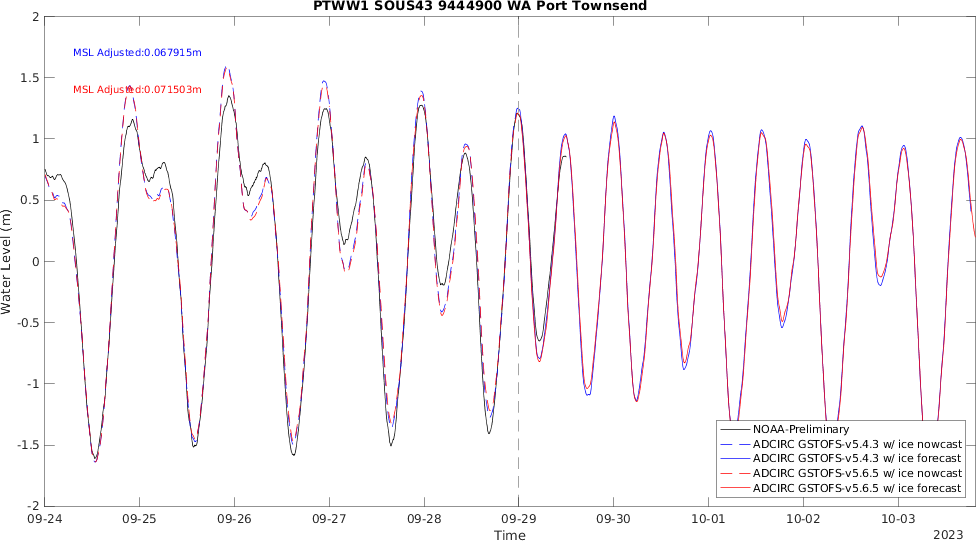 PTWW1 SOUS43 9444900 WA Port Townsend
2
1.5
1
0.5
0
-0.5
-1
-1.5
-2
Water Level (m)
MSL Adjusted:0.067915m
MSL Adjusted:0.071503m
NOAA-Preliminary
ADCIRC GSTOFS-v5.4.3 w/ ice nowcast
ADCIRC GSTOFS-v5.4.3 w/ ice forecast
ADCIRC GSTOFS-v5.6.5 w/ ice nowcast
ADCIRC GSTOFS-v5.6.5 w/ ice forecast
09-24 09-25 09-26 09-27 09-28 09-29 09-30 10-01 10-02 10-03
Time
2023